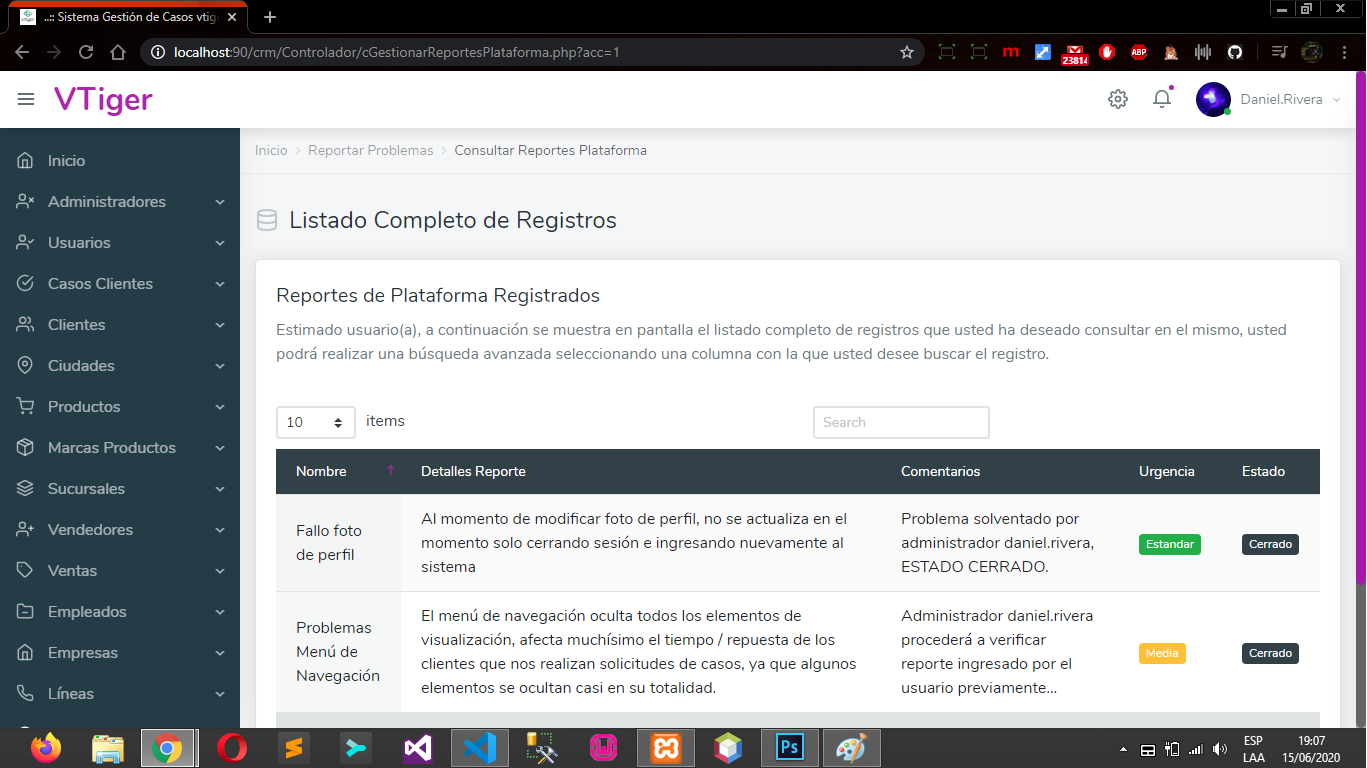 ..:: Sistema Gestión de Casos vtig
localhost:90/crm/Controlador/cGestionarReportesPlataforma.php?acc=1
m
23814
ABP
VTiger
Daniel.Rivera
Inicio
Administradores
Usuarios
Casos Clientes
Clientes
Ciudades
Productos
Marcas Productos
Sucursales
Vendedores
Ventas
Empleados
Empresas
Líneas
Inicio > Reportar Problemas > Consultar Reportes Plataforma
Listado Completo de Registros
Reportes de Plataforma Registrados
Estimado usuario(a), a continuación se muestra en pantalla el listado completo de registros que usted ha deseado consultar en el mismo, usted
podrá realizar una búsqueda avanzada seleccionando una columna con la que usted desee buscar el registro.
10 items
Search
Nombre Detalles Reporte Comentarios Urgencia Estado
Fallo foto
de perfil
Al momento de modificar foto de perfil, no se actualiza en el
momento solo cerrando sesión e ingresando nuevamente al
sistema
Problema solventado por
administrador daniel.rivera,
ESTADO CERRADO.
Estandar
Cerrado
Problemas
Menú de
Navegación
El menú de navegación oculta todos los elementos de
visualización, afecta muchísimo el tiempo / repuesta de los
clientes que nos realizan solicitudes de casos, ya que algunos
elementos se ocultan casi en su totalidad.
Administrador daniel.rivera
procederá a verificar
reporte ingresado por el
usuario previamente...
Media
Cerrado
Ps
ESP
LAA
19:07
15/06/2020